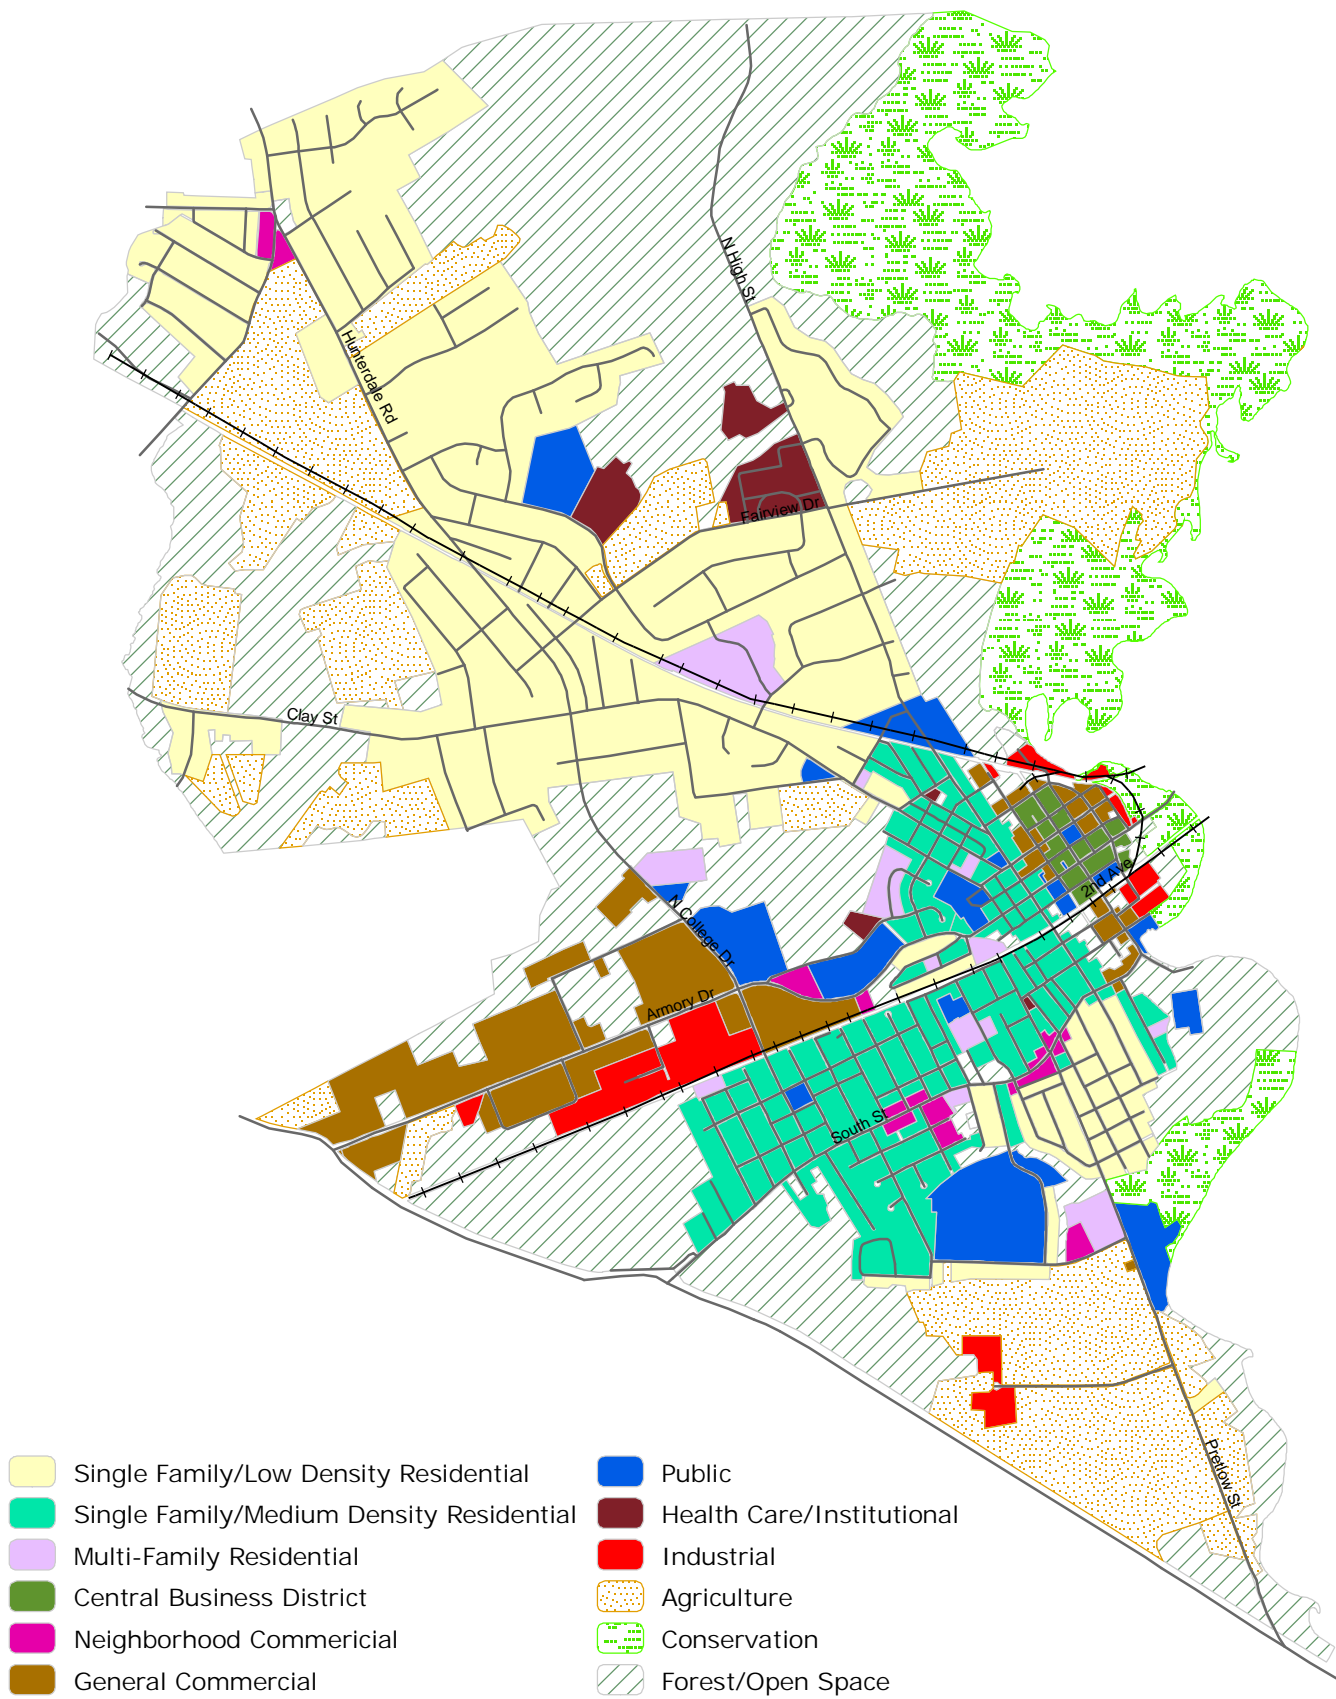 N High St
Hunterdale Rd
Fairview Dr
Clay St
2nd Ave
N College Dr
Armory Dr
South St
Pretlow St
Single Family/Low Density Residential
Single Family/Medium Density Residential
Multi-Family Residential
Central Business District
Neighborhood Commericial
General Commercial
Public
Health Care/Institutional
Industrial
Agriculture
Conservation
Forest/Open Space